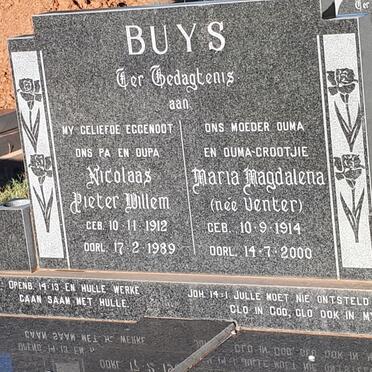 BUYS
Ter Gedagtenis
aan
MY GELIEFDE EGGENOOT
ONS PA EN OUPA
Nicolaas
Pieter Willem
GEB. 10-11-1912
OORL. 17-2-1989
ONS MOEDER OUMA
EN OUMA-GROOTJIE
Maria Magdalena
(née Venter)
GEB. 10-9-1914
OORL. 14-7-2000
OPENB. 14-13 EN HULLE WERKE
GAAN SAAM MET HULLE
JOH 14-1 JULLE MOET NIE ONTSTELD
GLO IN GOD, GLO OOK IN M